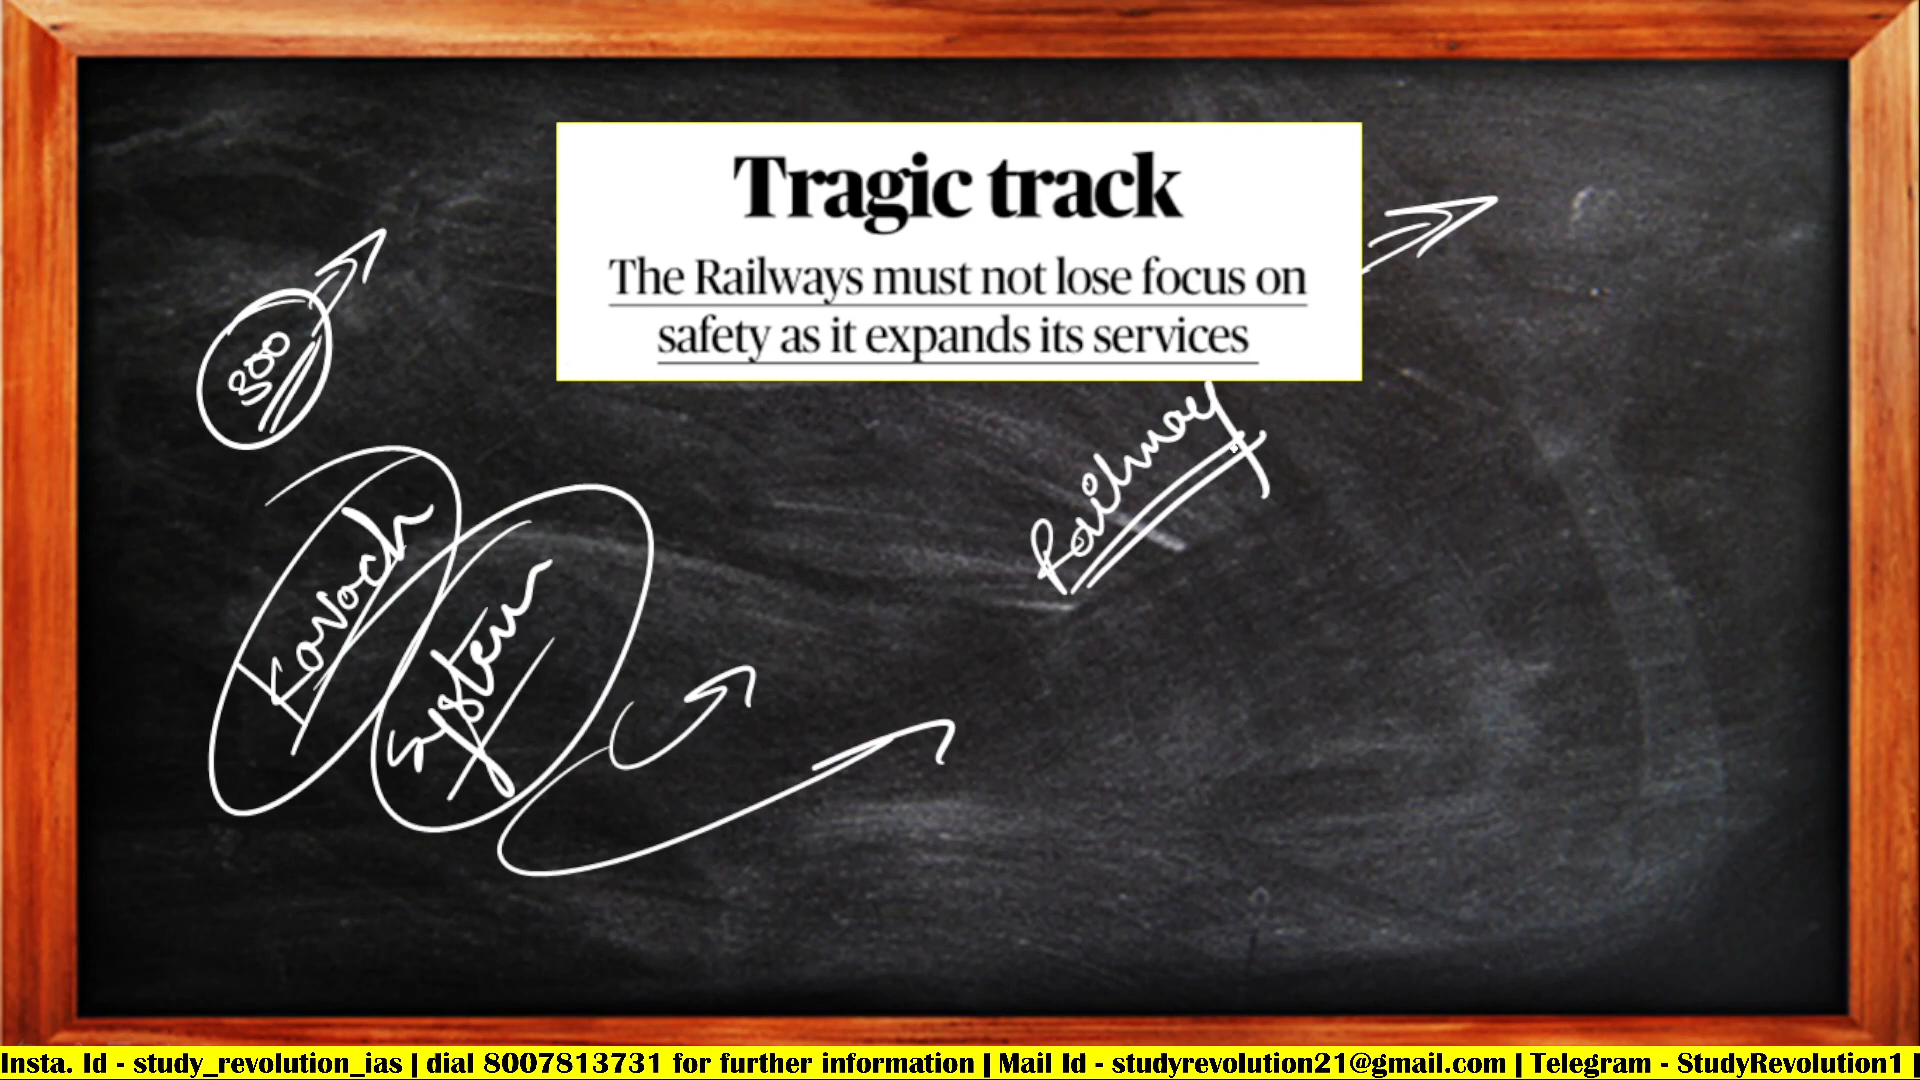 Tragic track
The Railways must not lose focus on
safety as it expands its services
300
Kavach
System
Railway
Insta. Id - study_revolution_ias | dial 8007813731 for further information | Mail Id - studyrevolution21@gmail.com | Telegram - StudyRevolution1 |